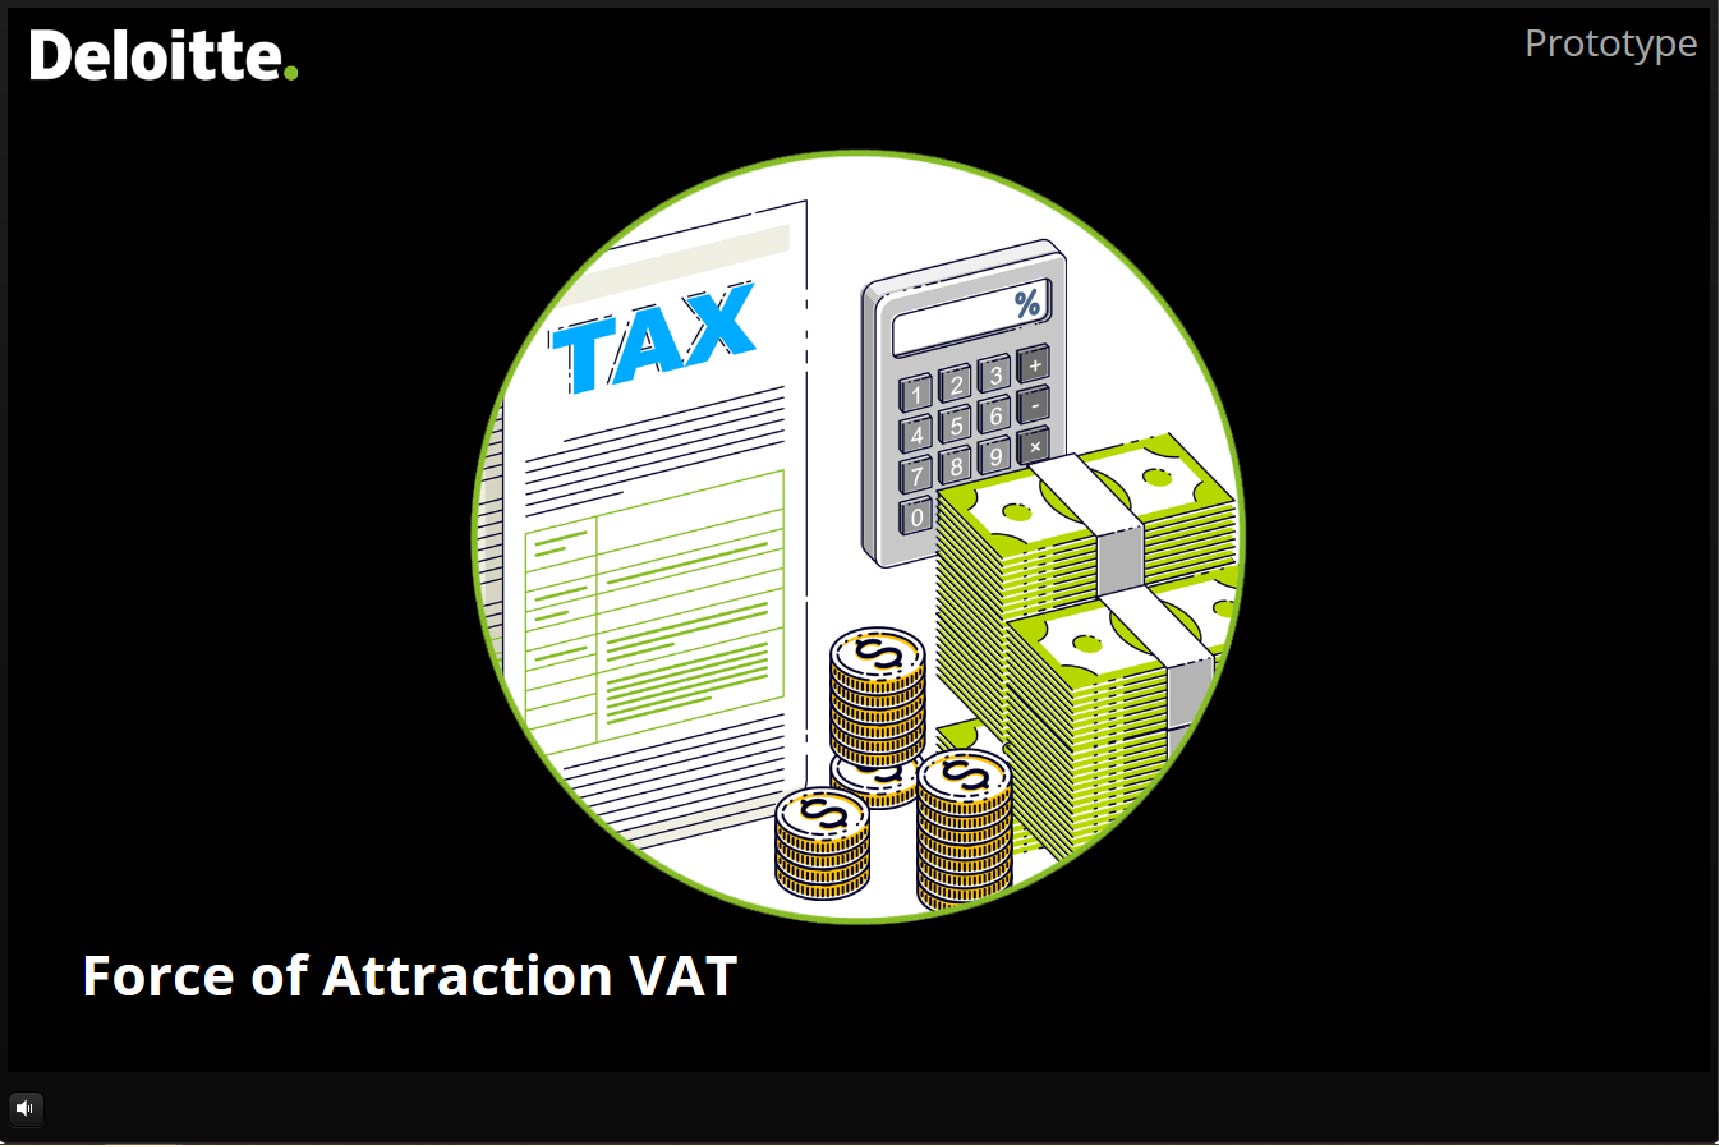 Deloitte.
Prototype
TAX
%
1 2 3 +
4 5 6 -
7 8 9 ×
0
$
$
$
Force of Attraction VAT